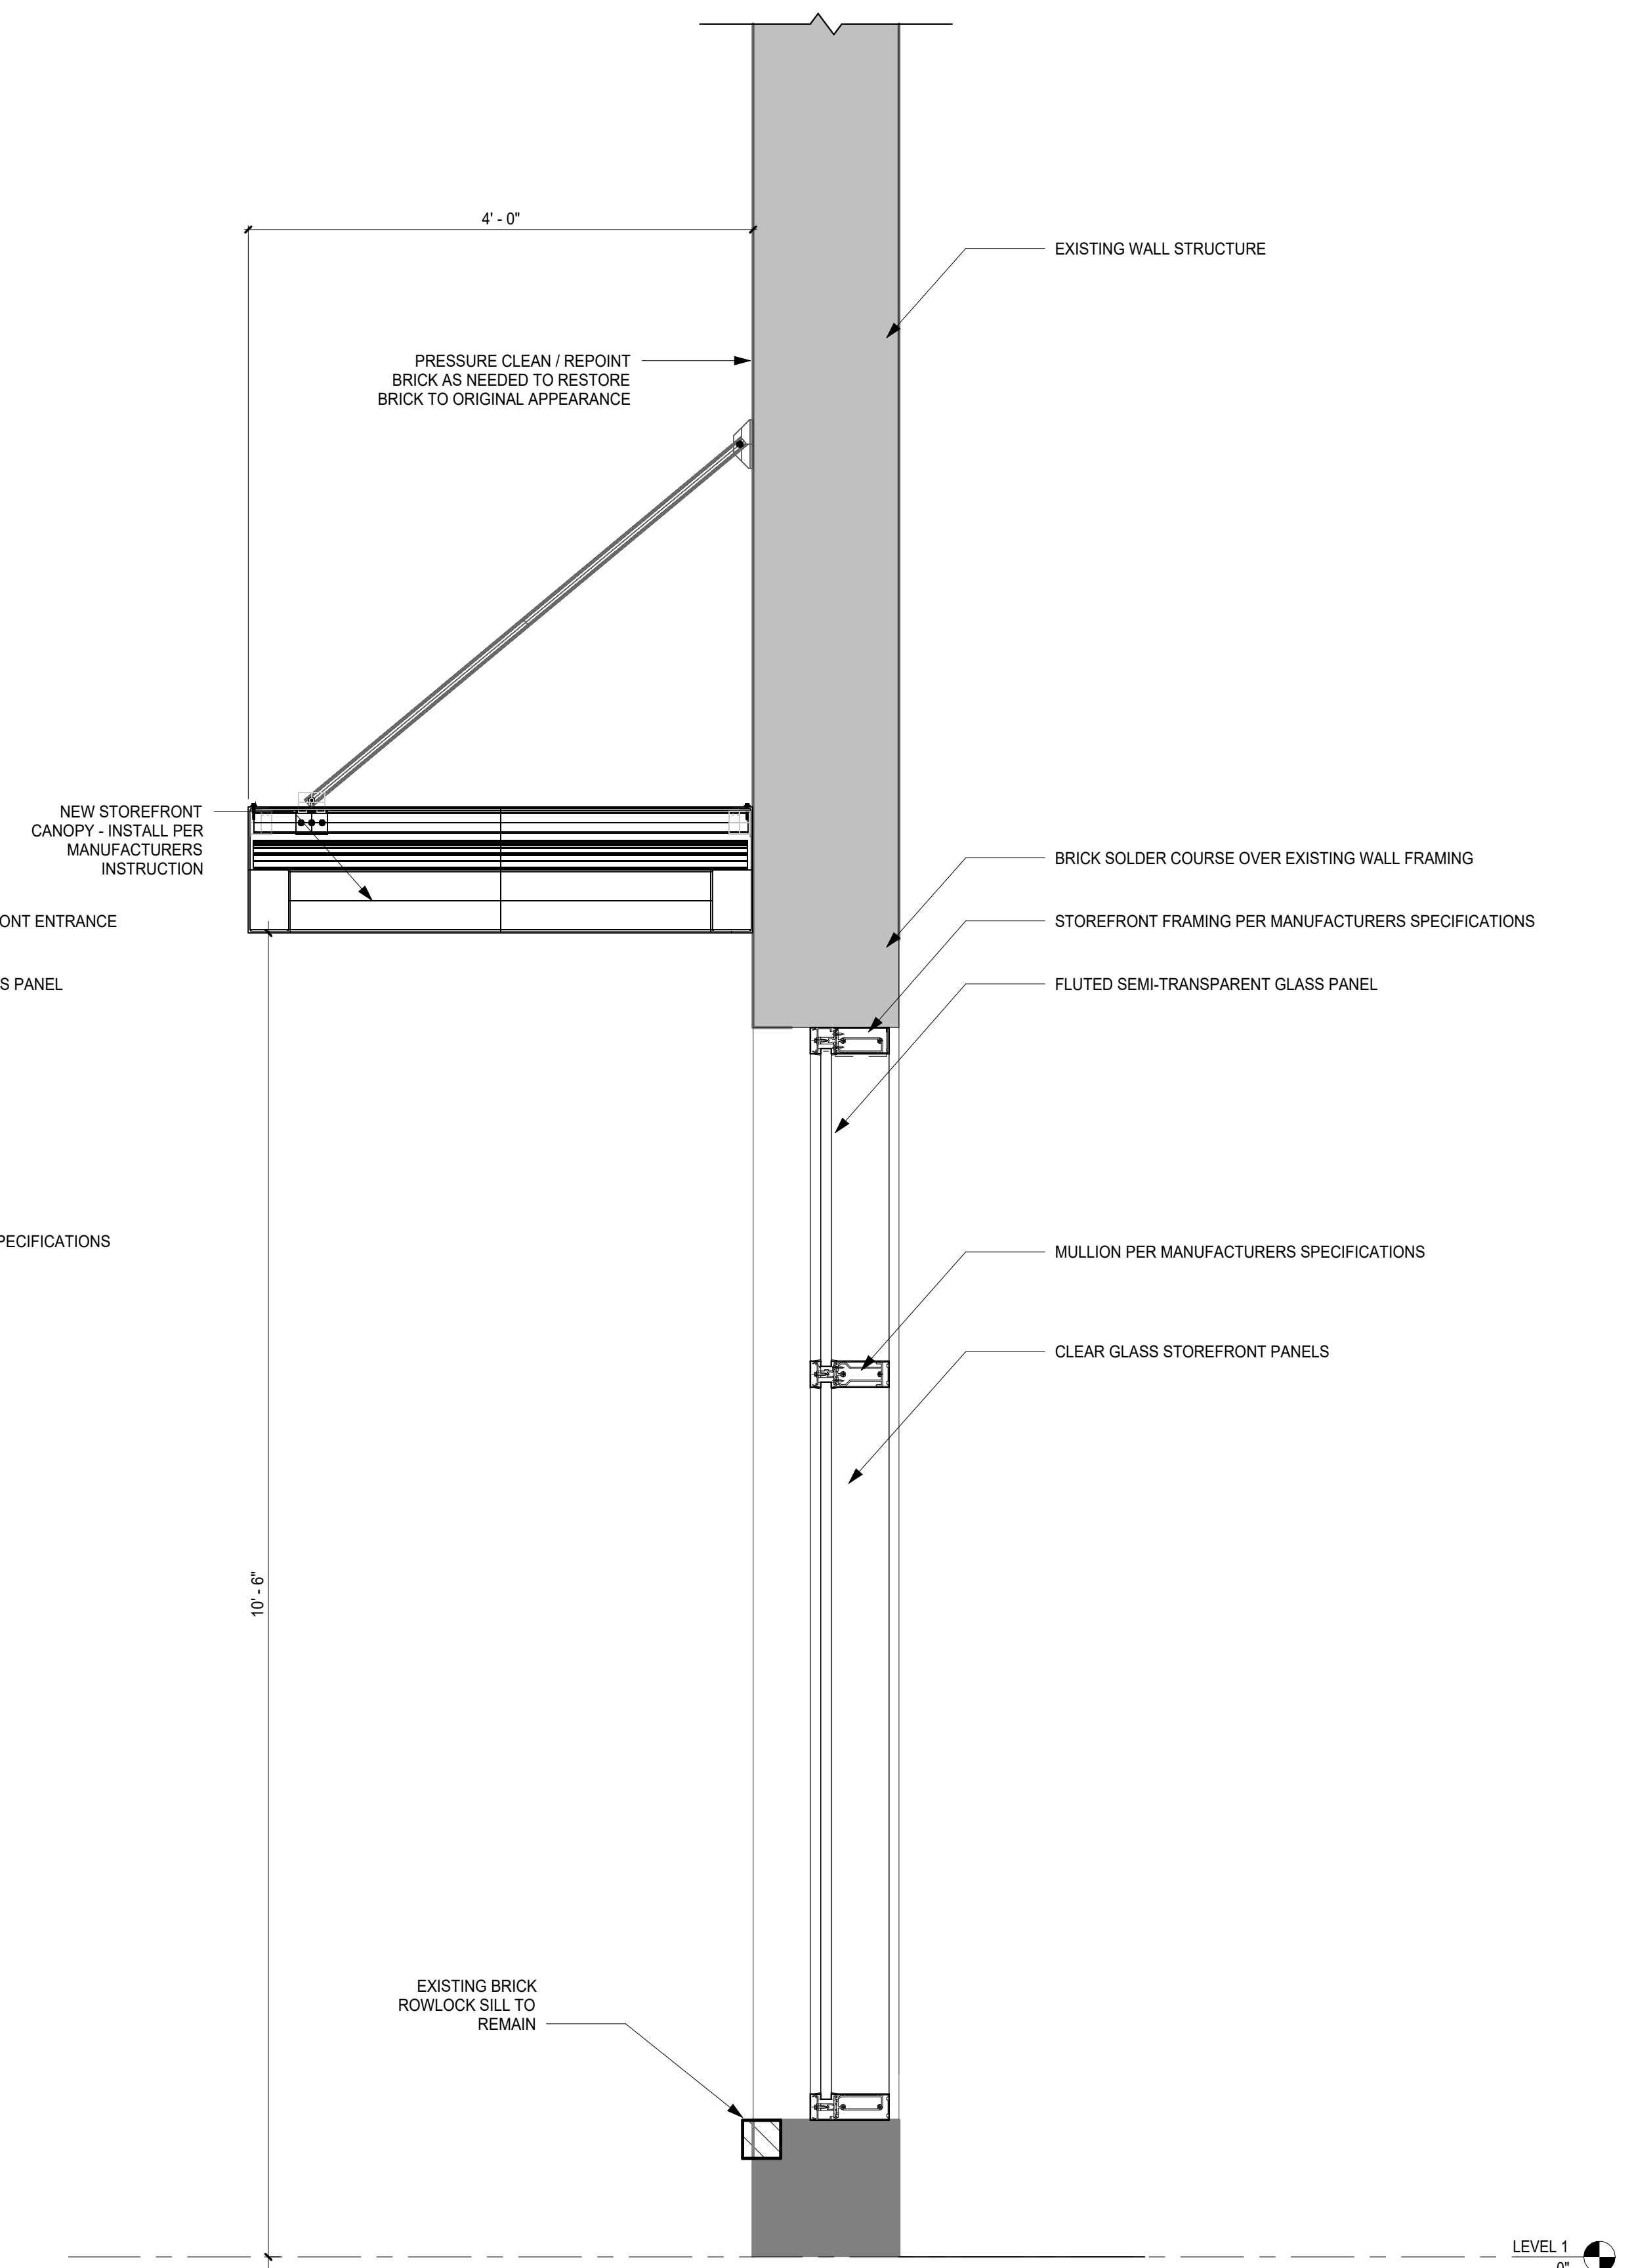 4' - 0"
EXISTING WALL STRUCTURE
PRESSURE CLEAN / REPOINT
BRICK AS NEEDED TO RESTORE
BRICK TO ORIGINAL APPEARANCE
NEW STOREFRONT
CANOPY - INSTALL PER
MANUFACTURERS
INSTRUCTION
BRICK SOLDER COURSE OVER EXISTING WALL FRAMING
ONT ENTRANCE
STOREFRONT FRAMING PER MANUFACTURERS SPECIFICATIONS
S PANEL
FLUTED SEMI-TRANSPARENT GLASS PANEL
PECIFICATIONS
MULLION PER MANUFACTURERS SPECIFICATIONS
CLEAR GLASS STOREFRONT PANELS
10' - 6"
EXISTING BRICK
ROWLOCK SILL TO
REMAIN
LEVEL 1
0"